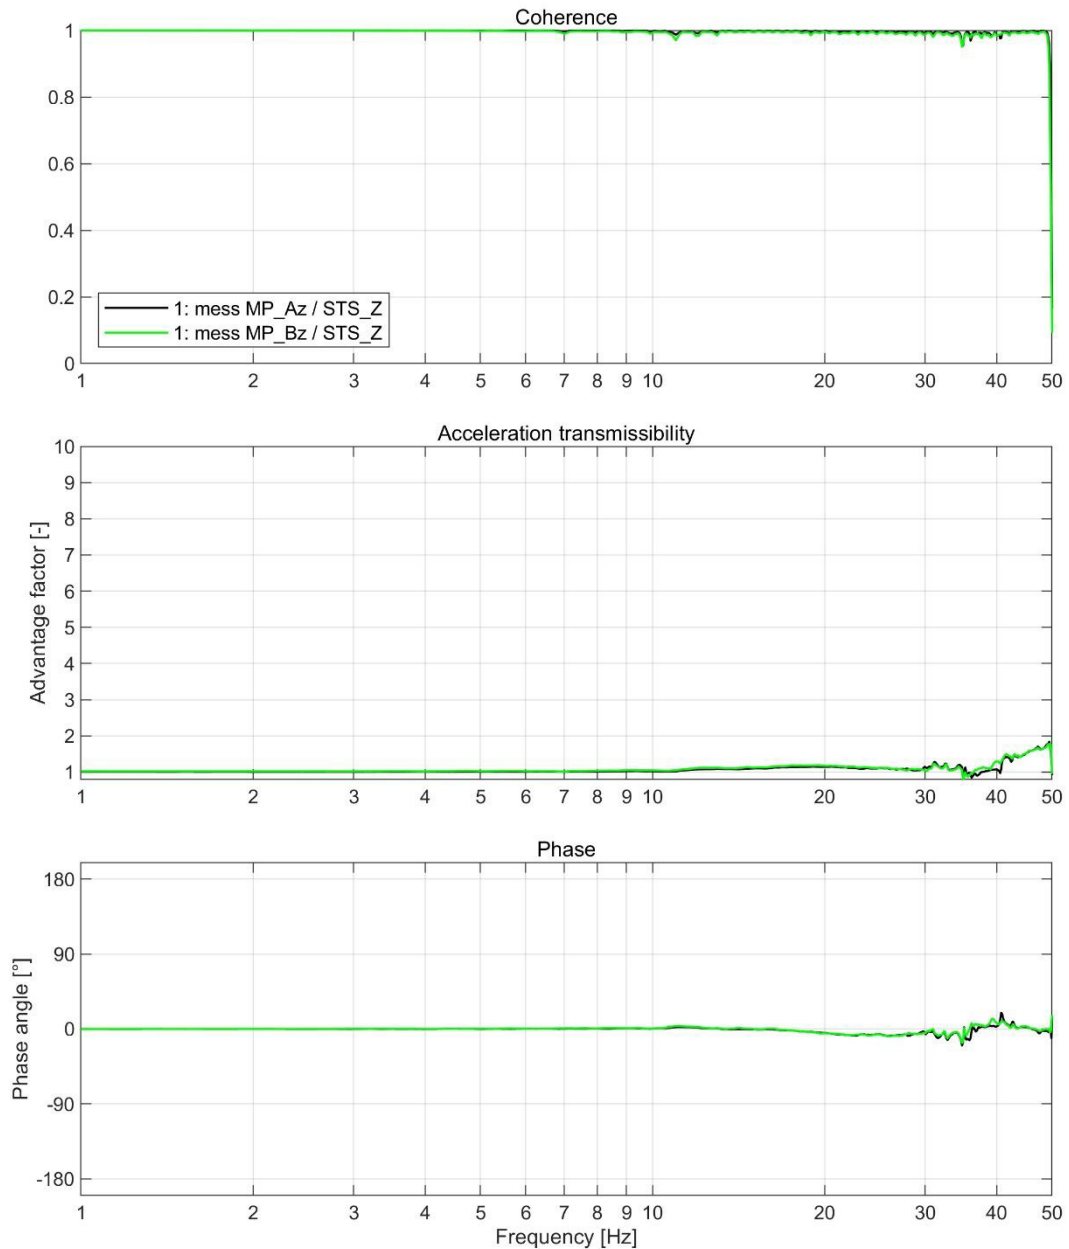 Coherence
1
0.8
0.6
0.4
0.2
0
1: mess MP_Az / STS_Z
1: mess MP_Bz / STS_Z
1 2 3 4 5 6 7 8 9 10 20 30 40 50
Acceleration transmissibility
Advantage factor [-]
10
9
8
7
6
5
4
3
2
1
1 2 3 4 5 6 7 8 9 10 20 30 40 50
Phase
Phase angle [°]
180
90
0
-90
-180
1 2 3 4 5 6 7 8 9 10 20 30 40 50
Frequency [Hz]